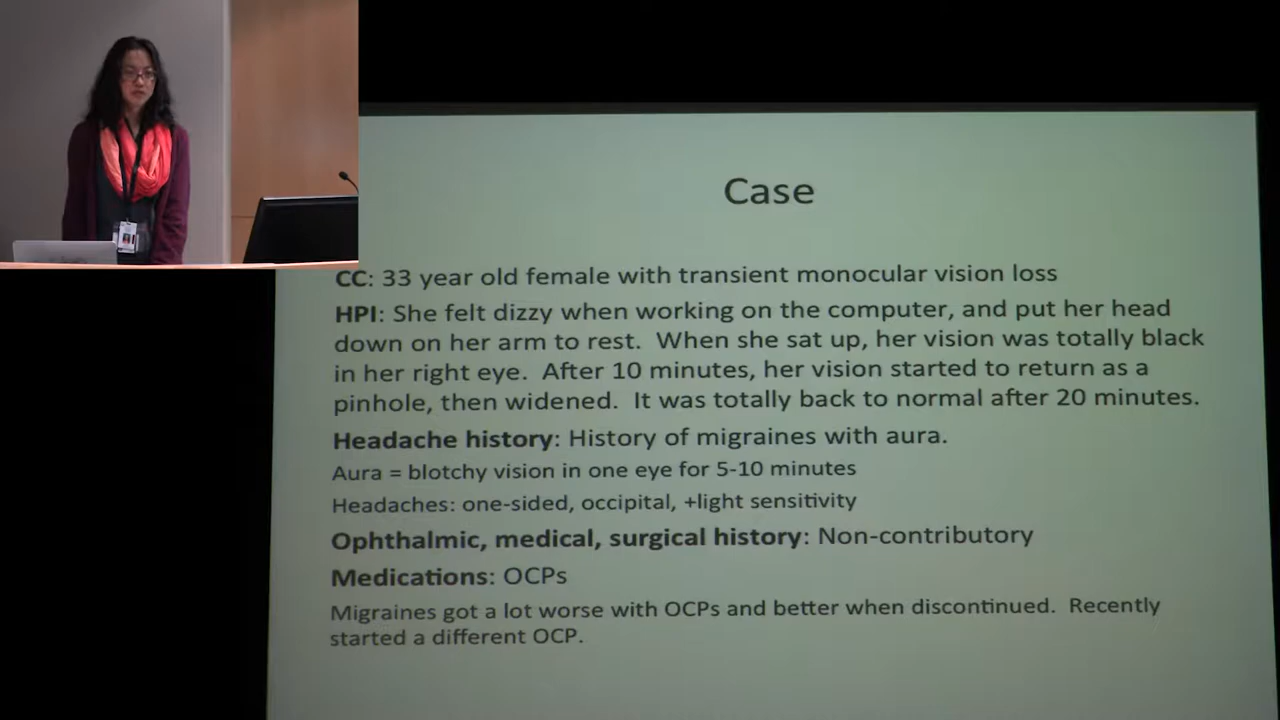 Case
CC: 33 year old female with transient monocular vision loss
HPI: She felt dizzy when working on the computer, and put her head
down on her arm to rest.  When she sat up, her vision was totally black
in her right eye.  After 10 minutes, her vision started to return as a
pinhole, then widened.  It was totally back to normal after 20 minutes.
Headache history: History of migraines with aura.
Aura = blotchy vision in one eye for 5-10 minutes
Headaches: one-sided, occipital, +light sensitivity
Ophthalmic, medical, surgical history: Non-contributory
Medications: OCPs
Migraines got a lot worse with OCPs and better when discontinued.  Recently
started a different OCP.